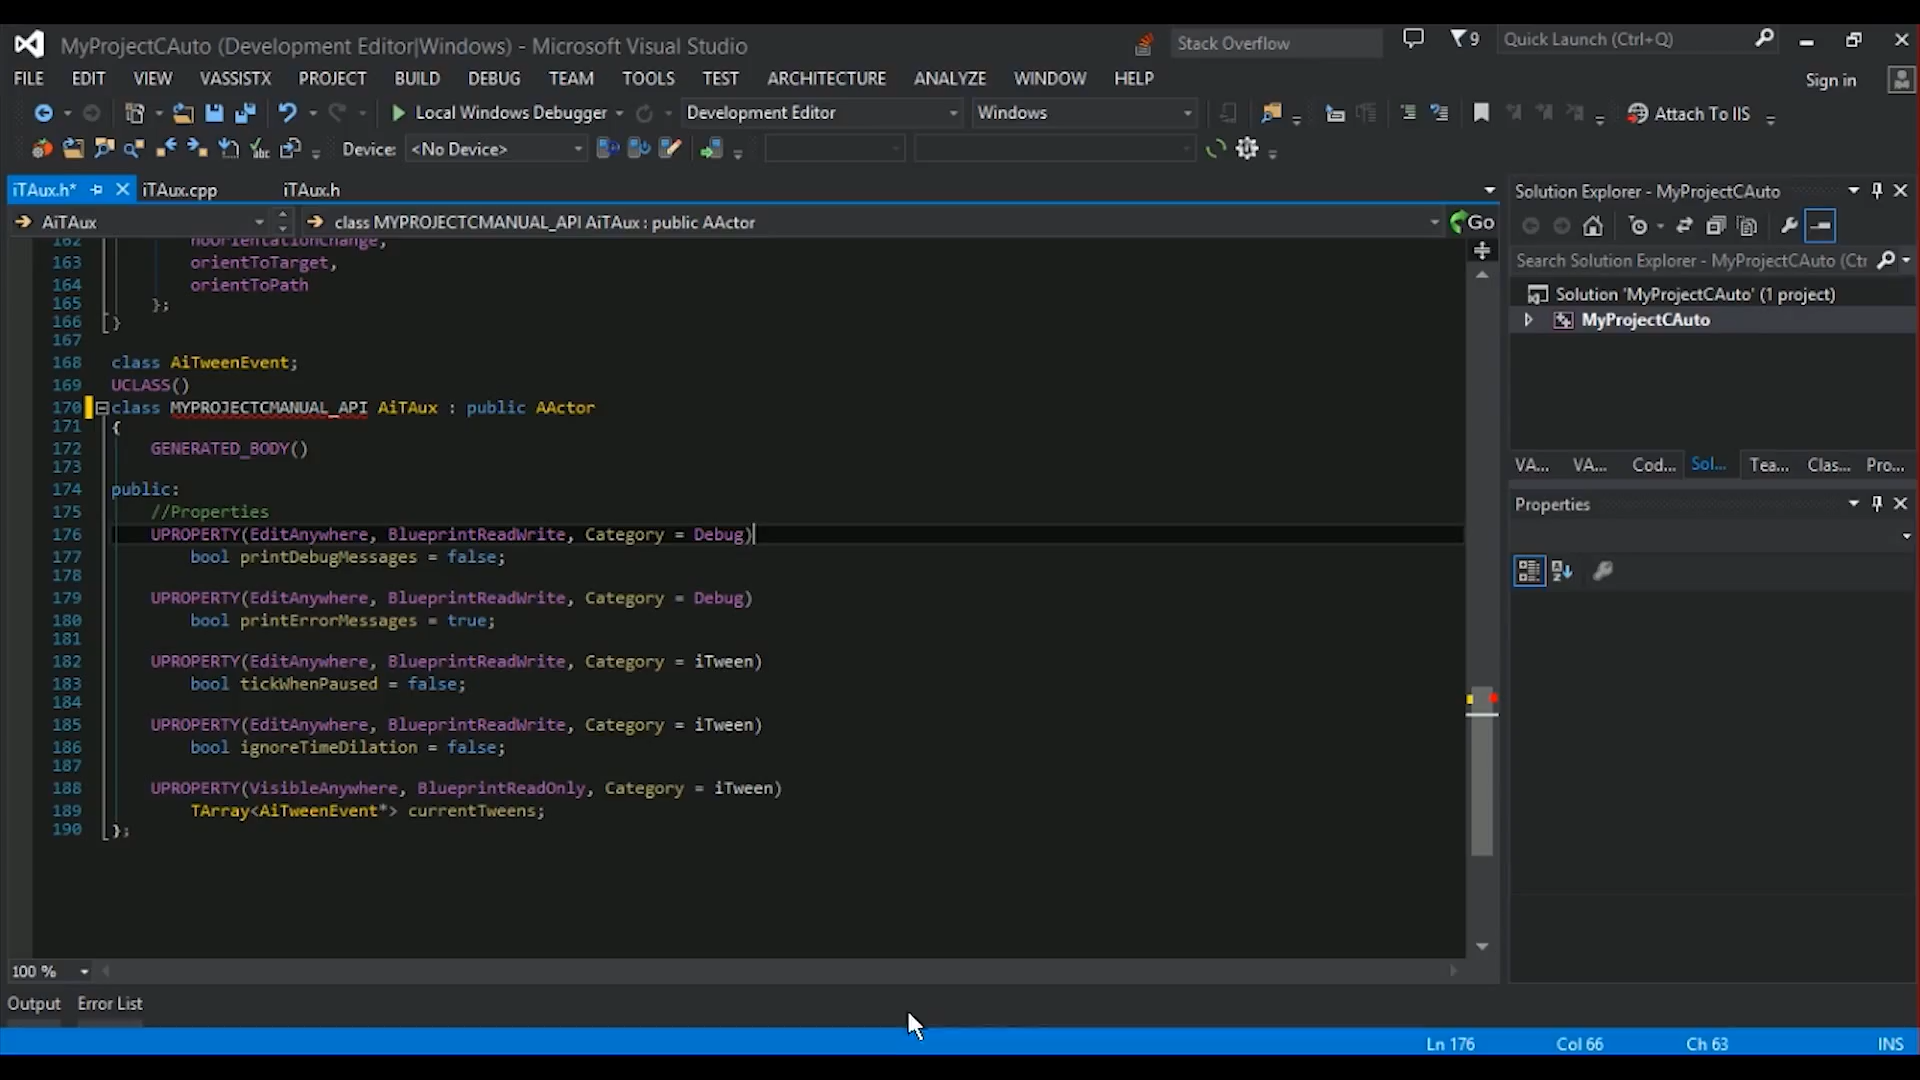 MyProjectCAuto (Development Editor|Windows) - Microsoft Visual Studio
Stack Overflow
9
Quick Launch (Ctrl+Q)
FILE EDIT VIEW VASSISTX PROJECT BUILD DEBUG TEAM TOOLS TEST ARCHITECTURE ANALYZE WINDOW HELP
Sign in
Local Windows Debugger
Development Editor
Windows
Attach To IIS
Device: <No Device>
iTAux.h*
iTAux.cpp
iTAux.h
AiTAux
class MYPROJECTCMANUAL_API AiTAux : public AActor
Go
162 noOrientationChange,
163 orientToTarget,
164 orientToPath
165 };
166 }
167
168 class AiTweenEvent;
169 UCLASS()
170 class MYPROJECTCMANUAL_API AiTAux : public AActor
171 {
172 GENERATED_BODY()
173
174 public:
175 //Properties
176 UPROPERTY(EditAnywhere, BlueprintReadWrite, Category = Debug)
177 bool printDebugMessages = false;
178
179 UPROPERTY(EditAnywhere, BlueprintReadWrite, Category = Debug)
180 bool printErrorMessages = true;
181
182 UPROPERTY(EditAnywhere, BlueprintReadWrite, Category = iTween)
183 bool tickWhenPaused = false;
184
185 UPROPERTY(EditAnywhere, BlueprintReadWrite, Category = iTween)
186 bool ignoreTimeDilation = false;
187
188 UPROPERTY(VisibleAnywhere, BlueprintReadOnly, Category = iTween)
189 TArray<AiTweenEvent*> currentTweens;
190 };
100 %
Output Error List
Solution Explorer - MyProjectCAuto
Search Solution Explorer - MyProjectCAuto (Ctr
Solution 'MyProjectCAuto' (1 project)
MyProjectCAuto
VA... VA... Cod... Sol... Tea... Clas... Pro...
Properties
Ln 176 Col 66 Ch 63 INS